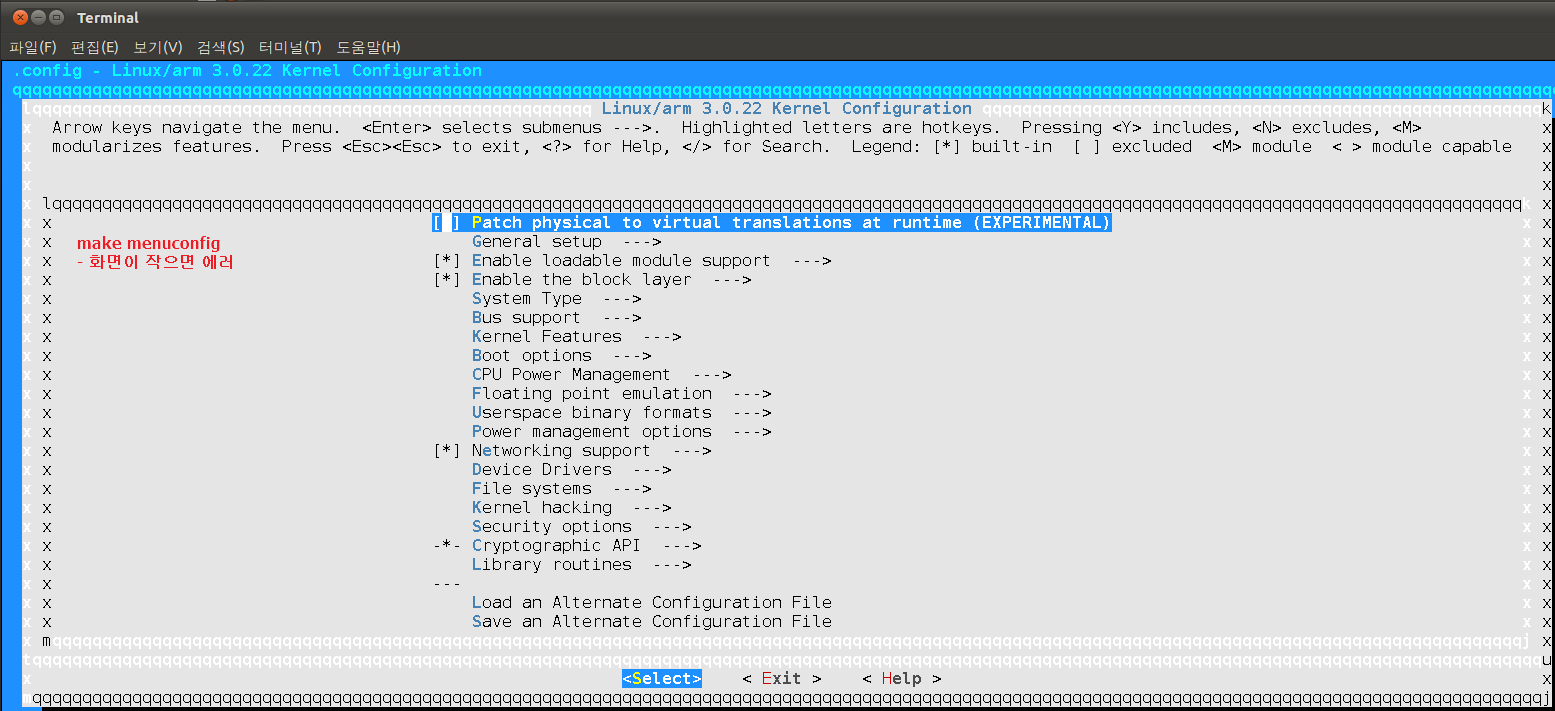 Terminal
파일(F) 편집(E) 보기(V) 검색(S) 터미널(T) 도움말(H)
.config - Linux/arm 3.0.22 Kernel Configuration
Linux/arm 3.0.22 Kernel Configuration
Arrow keys navigate the menu. <Enter> selects submenus --->. Highlighted letters are hotkeys. Pressing <Y> includes, <N> excludes, <M>
modularizes features. Press <Esc><Esc> to exit, <?> for Help, </> for Search. Legend: [*] built-in [ ] excluded <M> module < > module capable
[ ] Patch physical to virtual translations at runtime (EXPERIMENTAL)
make menuconfig
- 화면이 작으면 에러
General setup --->
[*] Enable loadable module support --->
[*] Enable the block layer --->
System Type --->
Bus support --->
Kernel Features --->
Boot options --->
CPU Power Management --->
Floating point emulation --->
Userspace binary formats --->
Power management options --->
[*] Networking support --->
Device Drivers --->
File systems --->
Kernel hacking --->
Security options --->
-*- Cryptographic API --->
Library routines --->
---
Load an Alternate Configuration File
Save an Alternate Configuration File
<Select> < Exit > < Help >